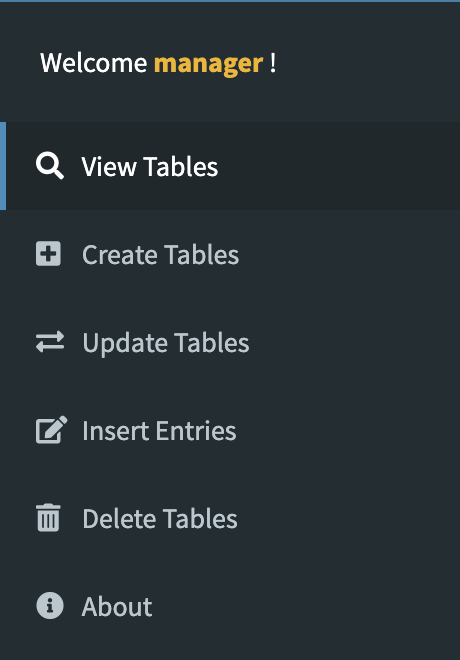 Welcome manager !
View Tables
Create Tables
Update Tables
Insert Entries
Delete Tables
About